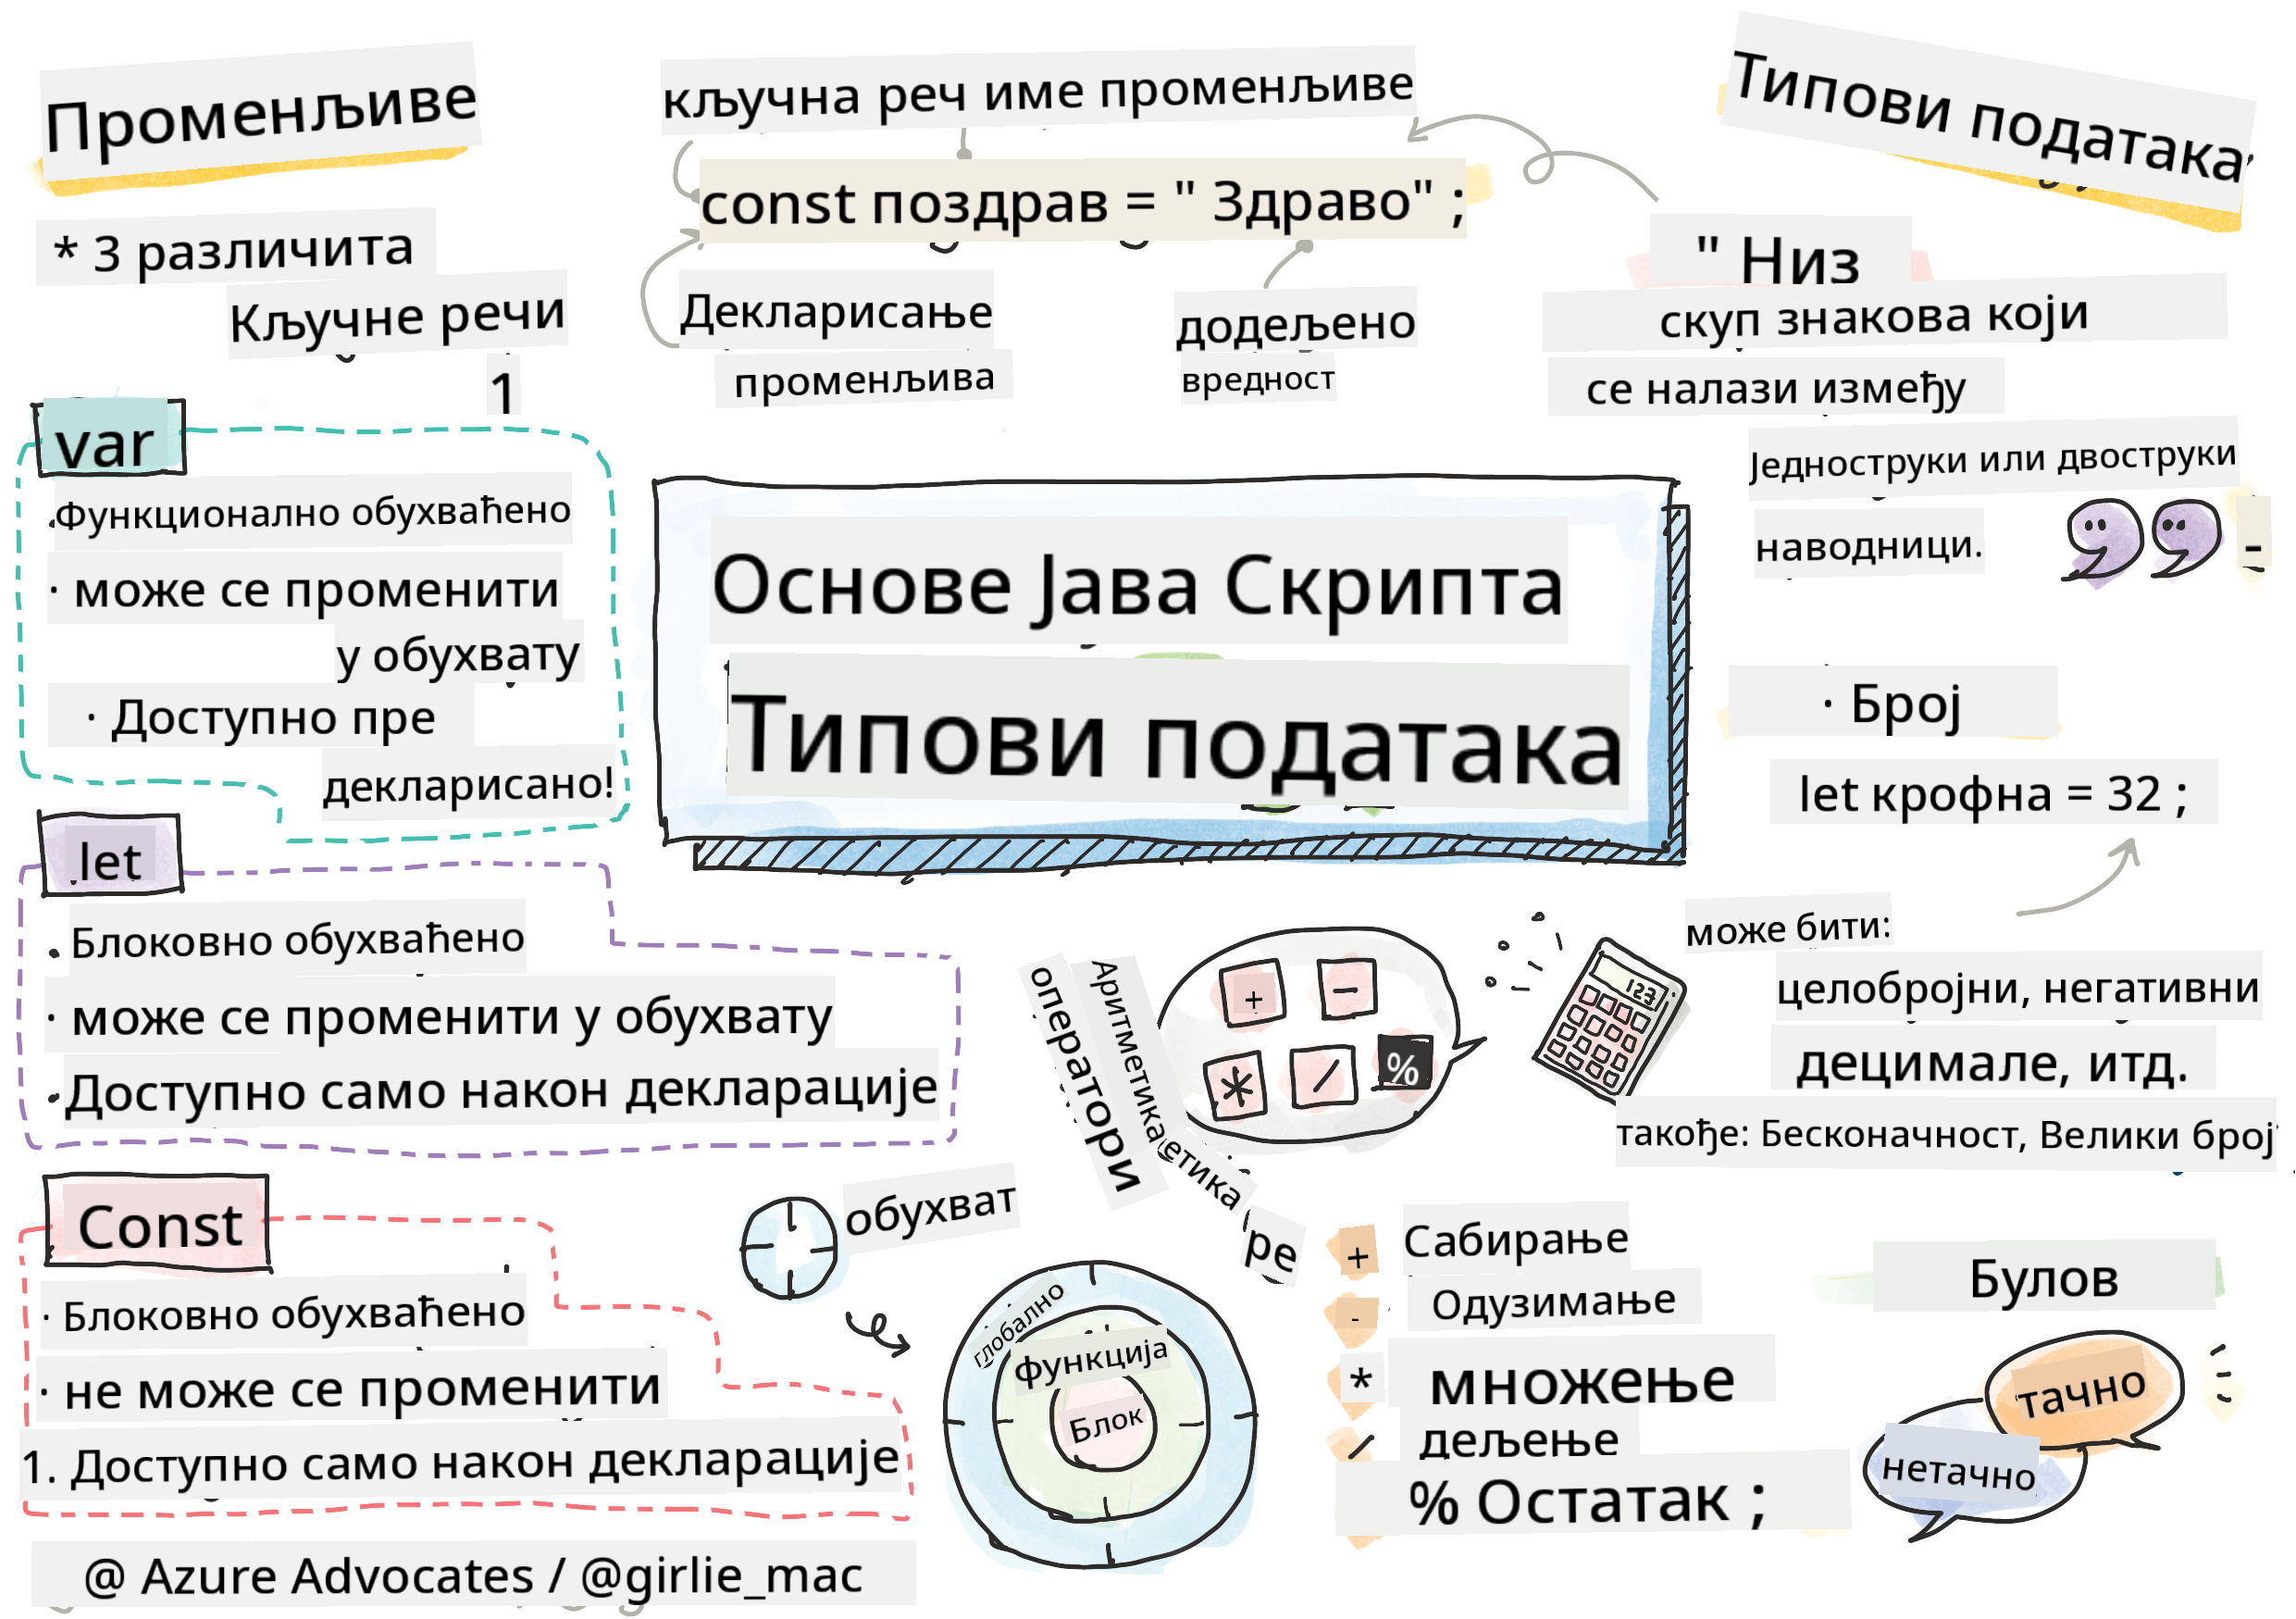 Променљиве
* 3 различита
Кључне речи
1
var
Функционално обухваћено
· може се променити
у обухвату
· Доступно пре
декларисано!
let
Блоковно обухваћено
· може се променити у обухвату
Доступно само након декларације
Const
· Блоковно обухваћено
· не може се променити
1. Доступно само након декларације
@ Azure Advocates / @girlie_mac
кључна реч име променљиве
const поздрав = " Здраво" ;
Декларисање
променљива
додељено
вредност
Основе Јава Скрипта
Типови података
обухват
глобално
функција
Блок
оператори
Аритметика
етика
ре
+ −
* / %
123
+ Сабирање
- Одузимање
* множење
/ дељење
% Остатак ;
Типови података
" Низ
скуп знакова који
се налази између
Једноструки или двоструки
наводници.
-
· Број
let крофна = 32 ;
може бити:
целобројни, негативни
децимале, итд.
такође: Бесконачност, Велики број
Булов
тачно
нетачно